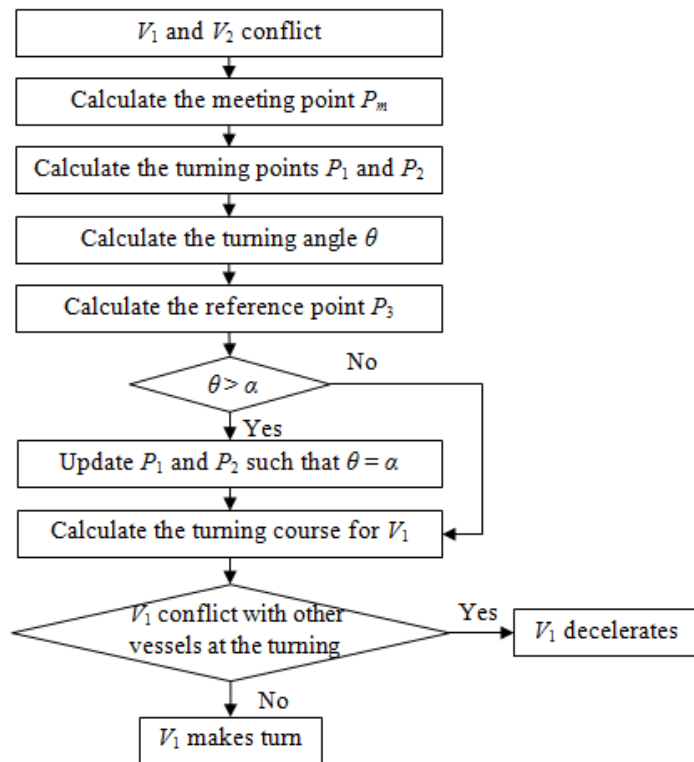 V₁ and V₂ conflict
Calculate the meeting point Pₘ
Calculate the turning points P₁ and P₂
Calculate the turning angle θ
Calculate the reference point P₃
θ > α
No
Yes
Update P₁ and P₂ such that θ = α
Calculate the turning course for V₁
V₁ conflict with other
vessels at the turning
Yes
V₁ decelerates
No
V₁ makes turn